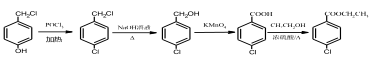 CH₂Cl CH₂Cl CH₂OH COOH COOCH₂CH₃
POCl₃ NaOH溶液 KMnO₄ CH₃CH₂OH
加热 Δ 浓硫酸/Δ
OH Cl Cl Cl Cl